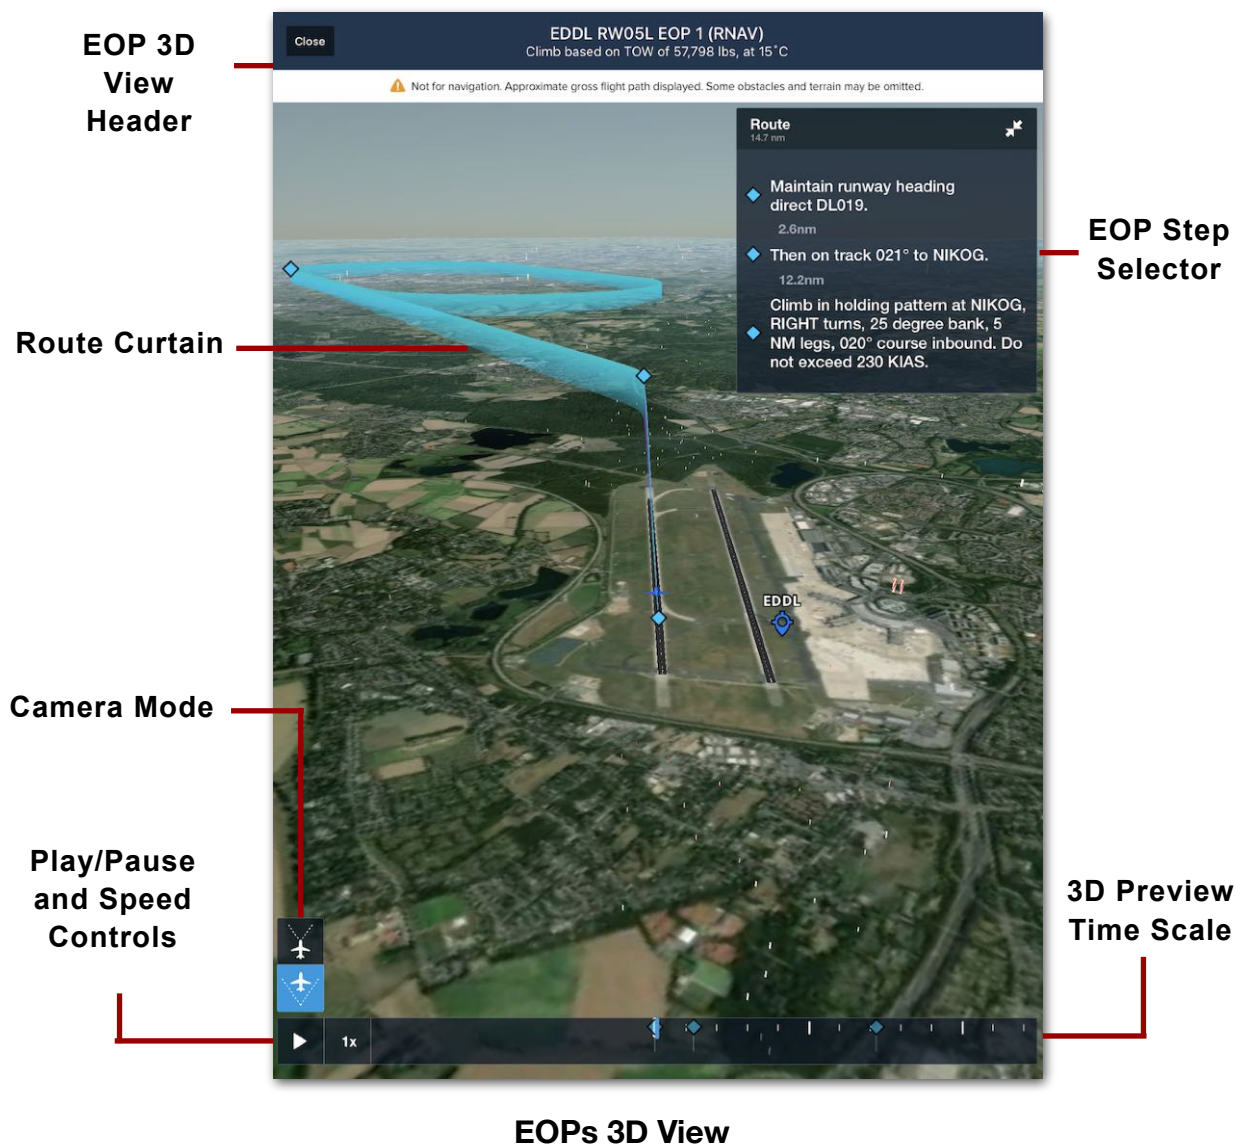 EOP 3D
View
Header
Close
EDDL RW05L EOP 1 (RNAV)
Climb based on TOW of 57,798 lbs, at 15°C
Not for navigation. Approximate gross flight path displayed. Some obstacles and terrain may be omitted.
Route
14.7 nm
Maintain runway heading
direct DL019.
2.6nm
Then on track 021° to NIKOG.
12.2nm
Climb in holding pattern at NIKOG,
RIGHT turns, 25 degree bank, 5
NM legs, 020° course inbound. Do
not exceed 230 KIAS.
EOP Step
Selector
Route Curtain
EDDL
Camera Mode
Play/Pause
and Speed
Controls
3D Preview
Time Scale
1x
EOPs 3D View